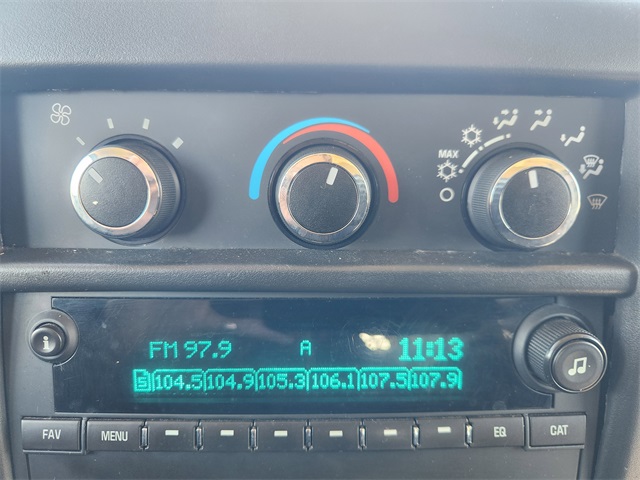 MAX
FM 97.9 A 11:13
5 104.5 104.9 105.3 106.1 107.5 107.9
i
FAV MENU EQ CAT